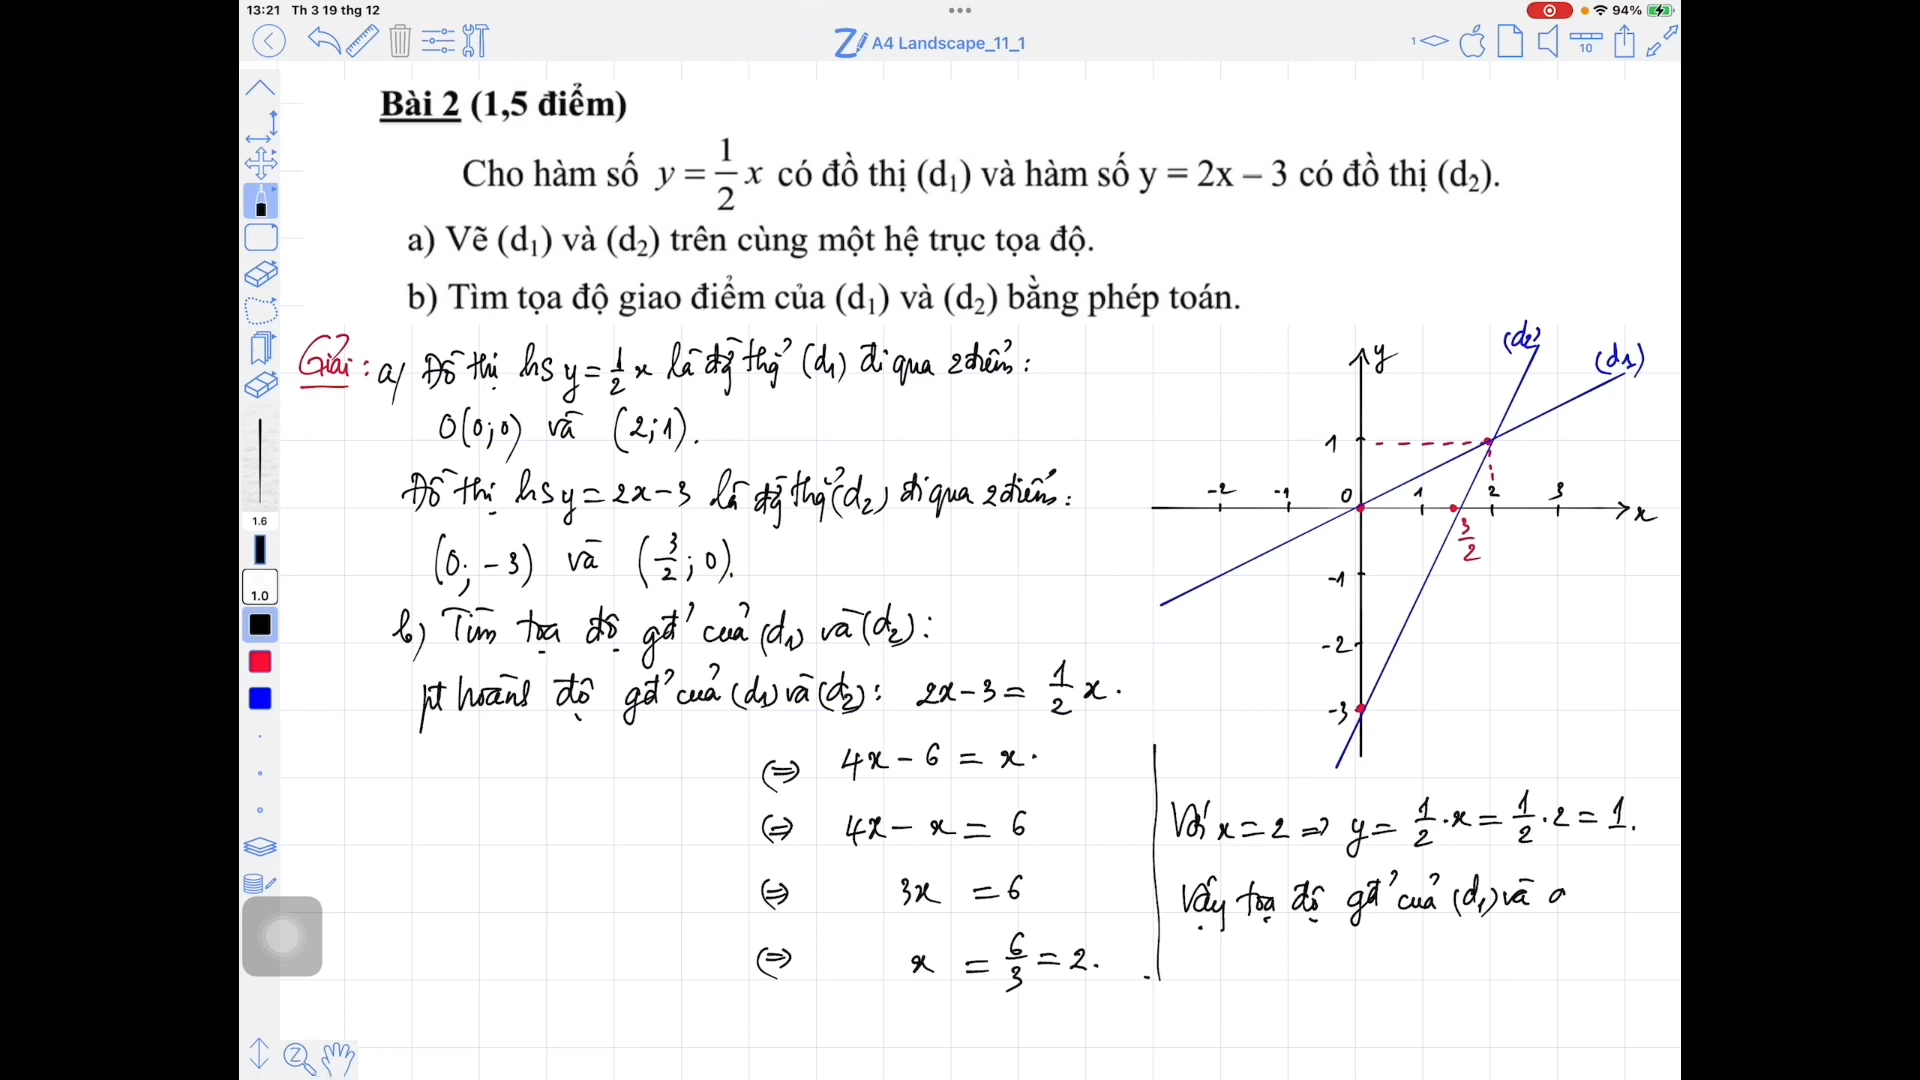 13:21 Th 3 19 thg 12
94%
A4 Landscape_11_1
1
10
Bài 2 (1,5 điểm)
Cho hàm số y = 1/2 x có đồ thị (d₁) và hàm số y = 2x – 3 có đồ thị (d₂).
a) Vẽ (d₁) và (d₂) trên cùng một hệ trục tọa độ.
b) Tìm tọa độ giao điểm của (d₁) và (d₂) bằng phép toán.
Giải: a/ Đồ thị hs y = 1/2 x là (d₁) đi qua 2 điểm:
O(0;0) và (2;1).
Đồ thị hs y = 2x – 3 là (d₂) đi qua 2 điểm:
(0; –3) và (3/2; 0).
b) Tìm tọa độ gđ² của (d₁) và (d₂):
pt hoành độ gđ² của (d₁) và (d₂): 2x – 3 = 1/2 x.
⇔ 4x – 6 = x.
⇔ 4x – x = 6
⇔ 3x = 6
⇔ x = 6/3 = 2.
(d₂)
(d₁)
y
1
-2 -1 0 1 2 3 x
3/2
-1
-2
-3
Với x = 2 ⇒ y = 1/2 · x = 1/2 · 2 = 1.
Vậy tọa độ gđ² của (d₁) và
1.6
1.0